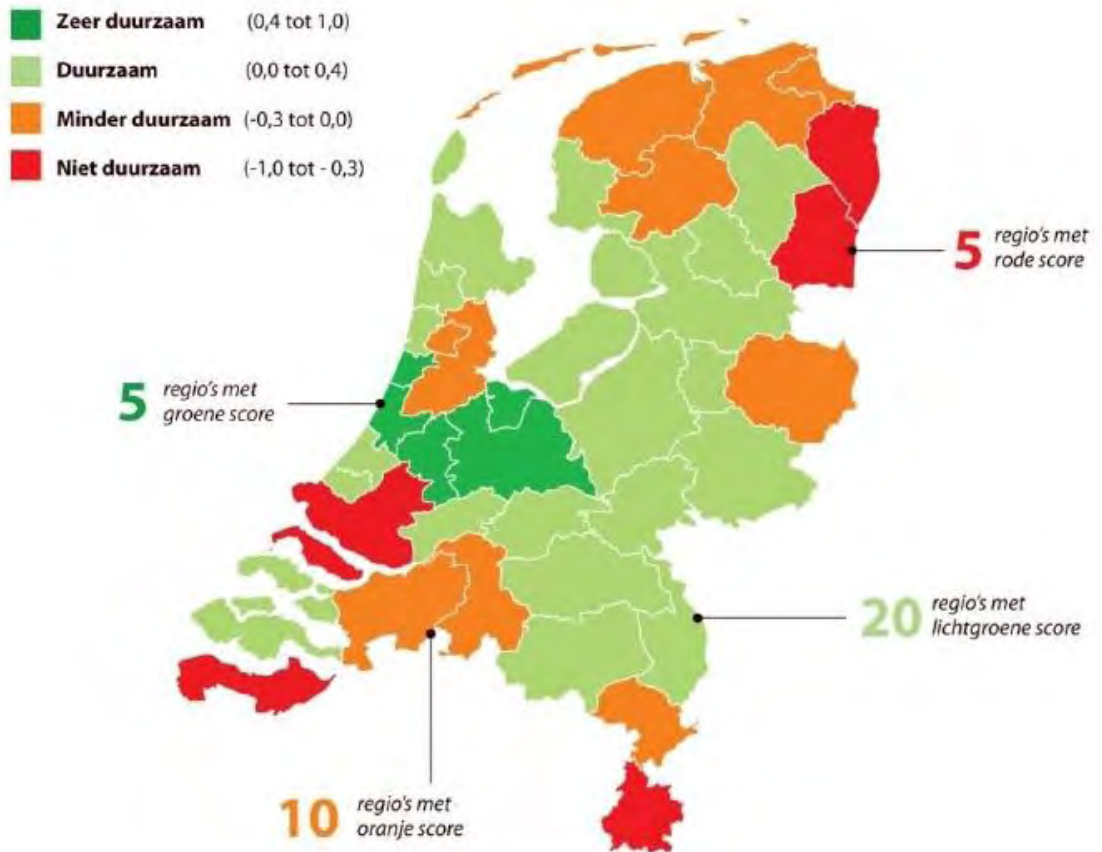 Zeer duurzaam (0,4 tot 1,0)
Duurzaam (0,0 tot 0,4)
Minder duurzaam (-0,3 tot 0,0)
Niet duurzaam (-1,0 tot - 0,3)
5 regio's met
rode score
5 regio's met
groene score
20 regio's met
lichtgroene score
10 regio's met
oranje score